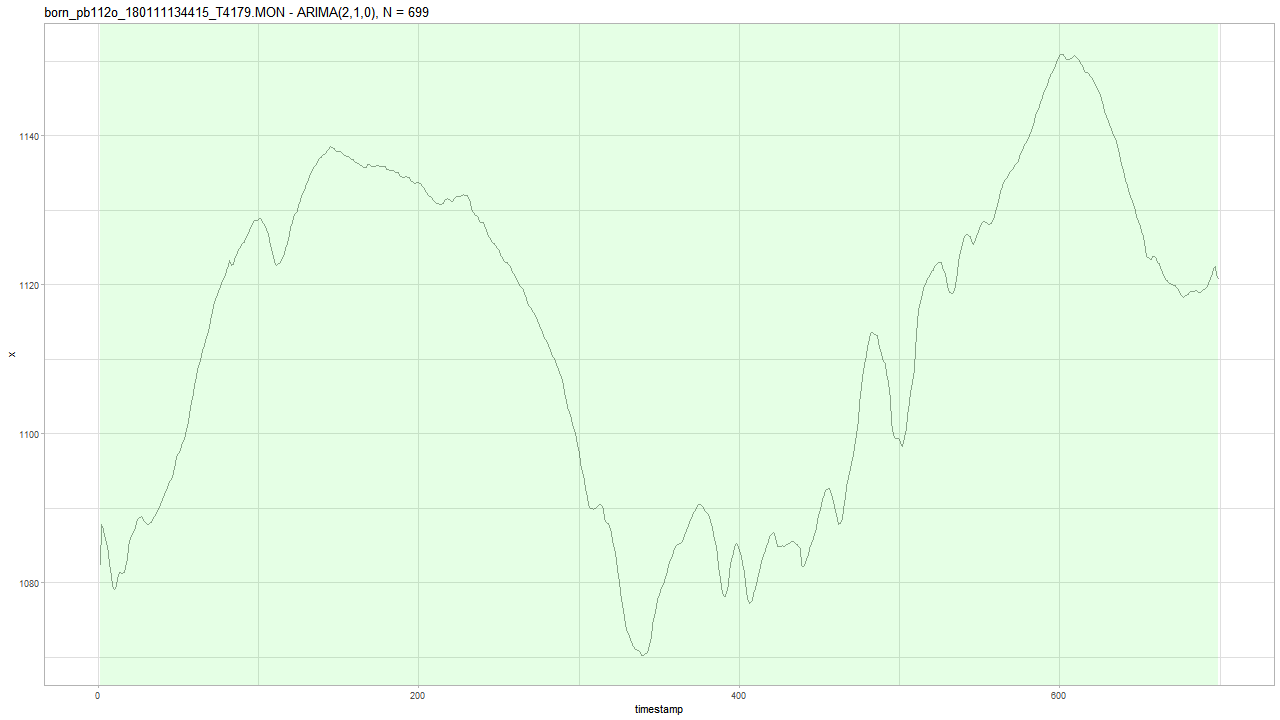 born_pb112o_180111134415_T4179.MON - ARIMA(2,1,0), N = 699
1140
1120
x
1100
1080
0 200 400 600
timestamp